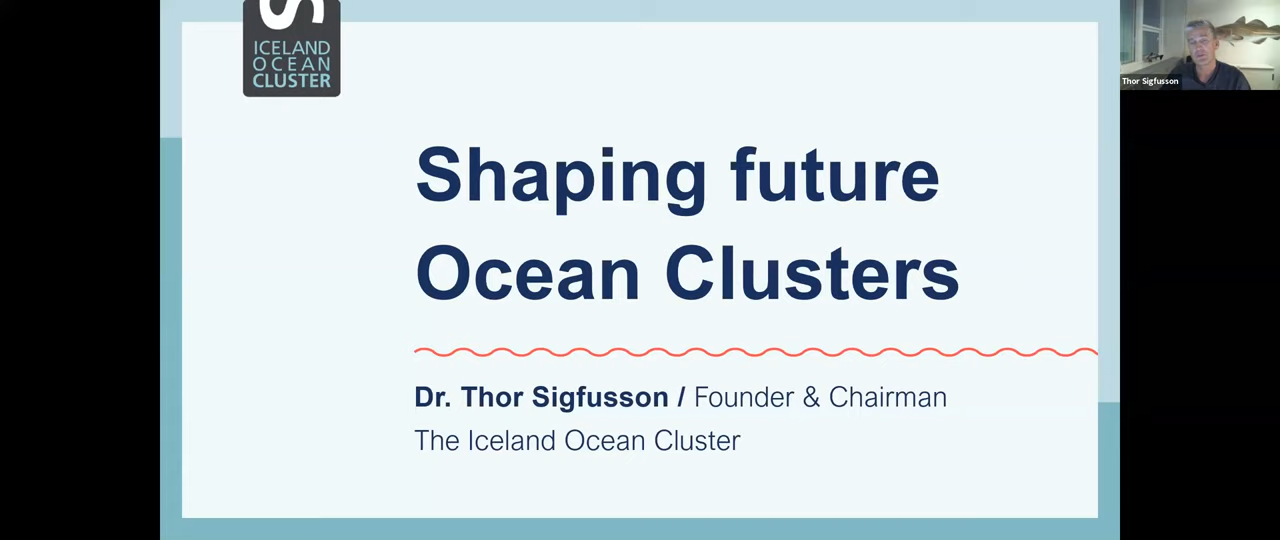 ICELAND
OCEAN
CLUSTER
Thor Sigfusson
Shaping future
Ocean Clusters
Dr. Thor Sigfusson / Founder & Chairman
The Iceland Ocean Cluster